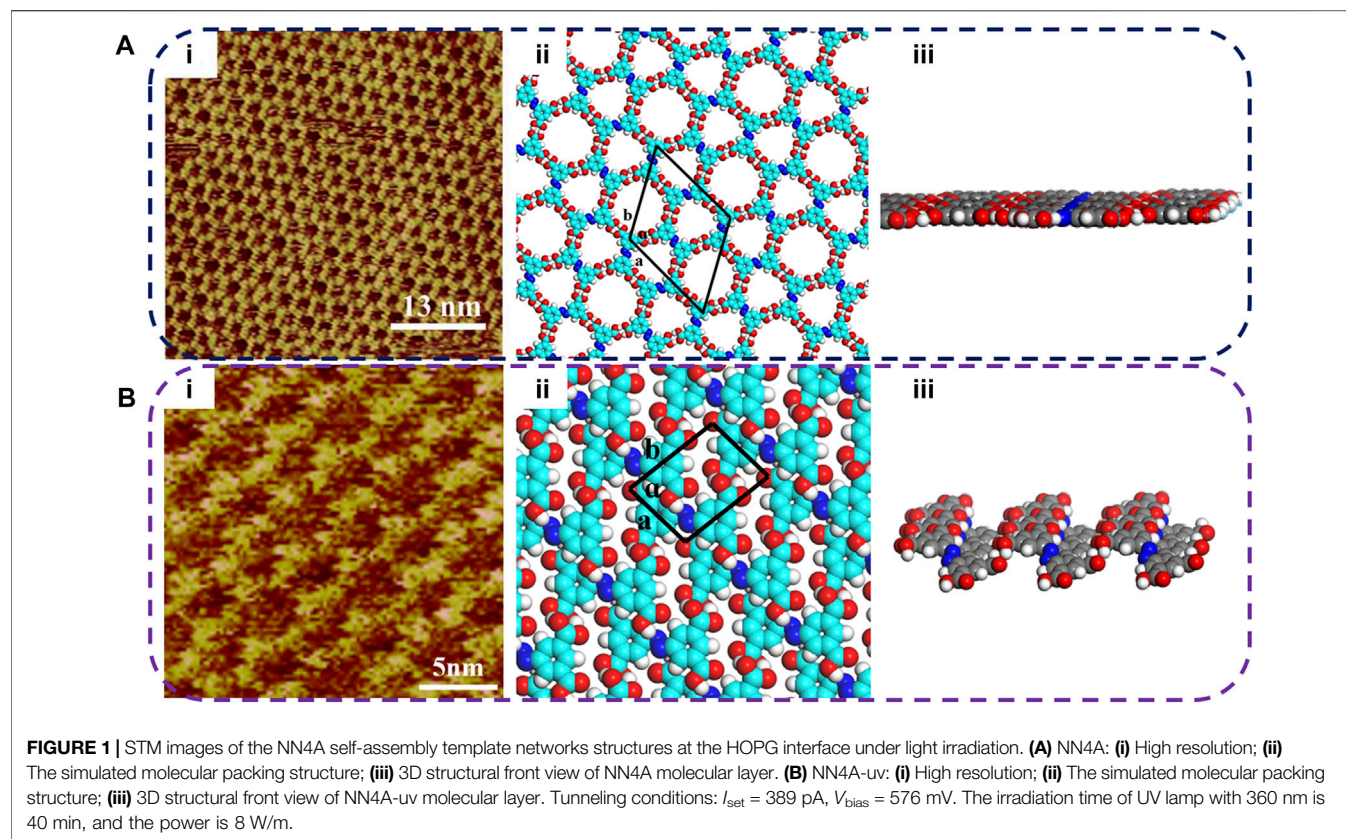 A
i
ii
iii
b
α
a
13 nm
B
i
ii
iii
b
α
a
5nm
FIGURE 1 | STM images of the NN4A self-assembly template networks structures at the HOPG interface under light irradiation. (A) NN4A: (i) High resolution; (ii)
The simulated molecular packing structure; (iii) 3D structural front view of NN4A molecular layer. (B) NN4A-uv: (i) High resolution; (ii) The simulated molecular packing
structure; (iii) 3D structural front view of NN4A-uv molecular layer. Tunneling conditions: Iset = 389 pA, Vbias = 576 mV. The irradiation time of UV lamp with 360 nm is
40 min, and the power is 8 W/m.